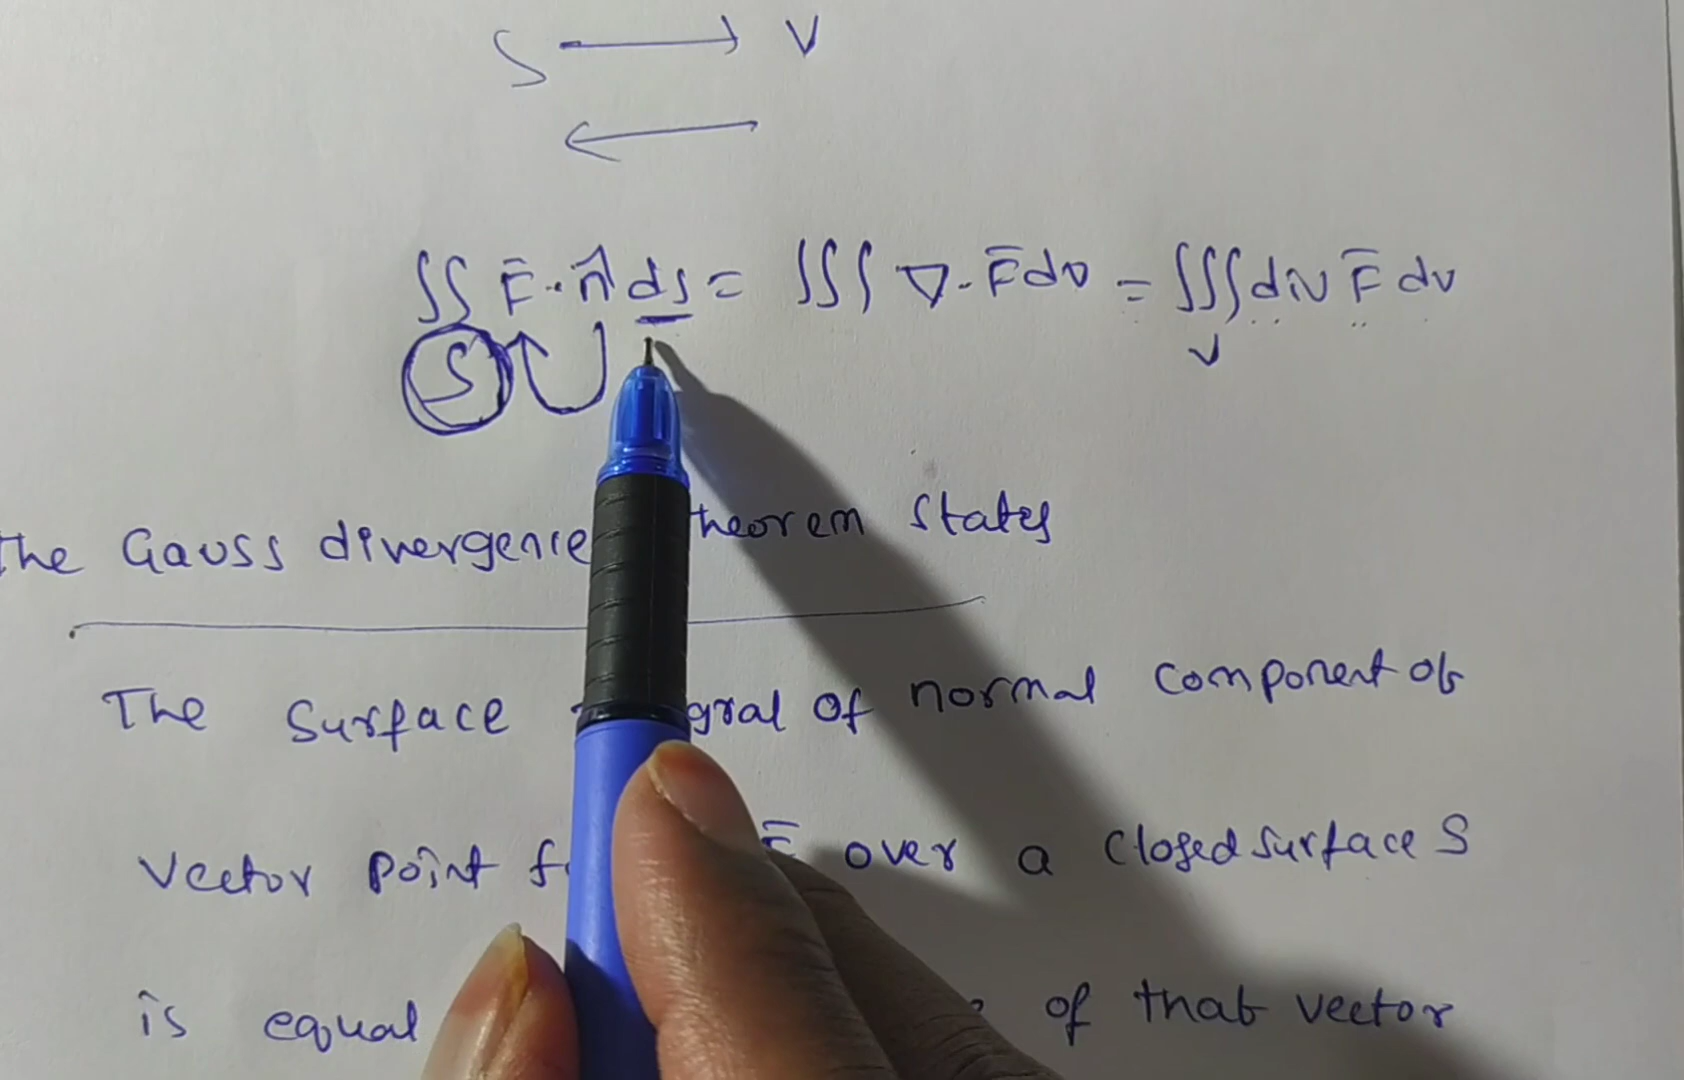 S → V
←
∬ F̄ · n̂ ds = ∭ ∇ · F̄ dv = ∭ div F̄ dv
S V
the Gauss divergence theorem states
The Surface gral of normal component of
vector point f F̄ over a closed surface S
is equal of that vector